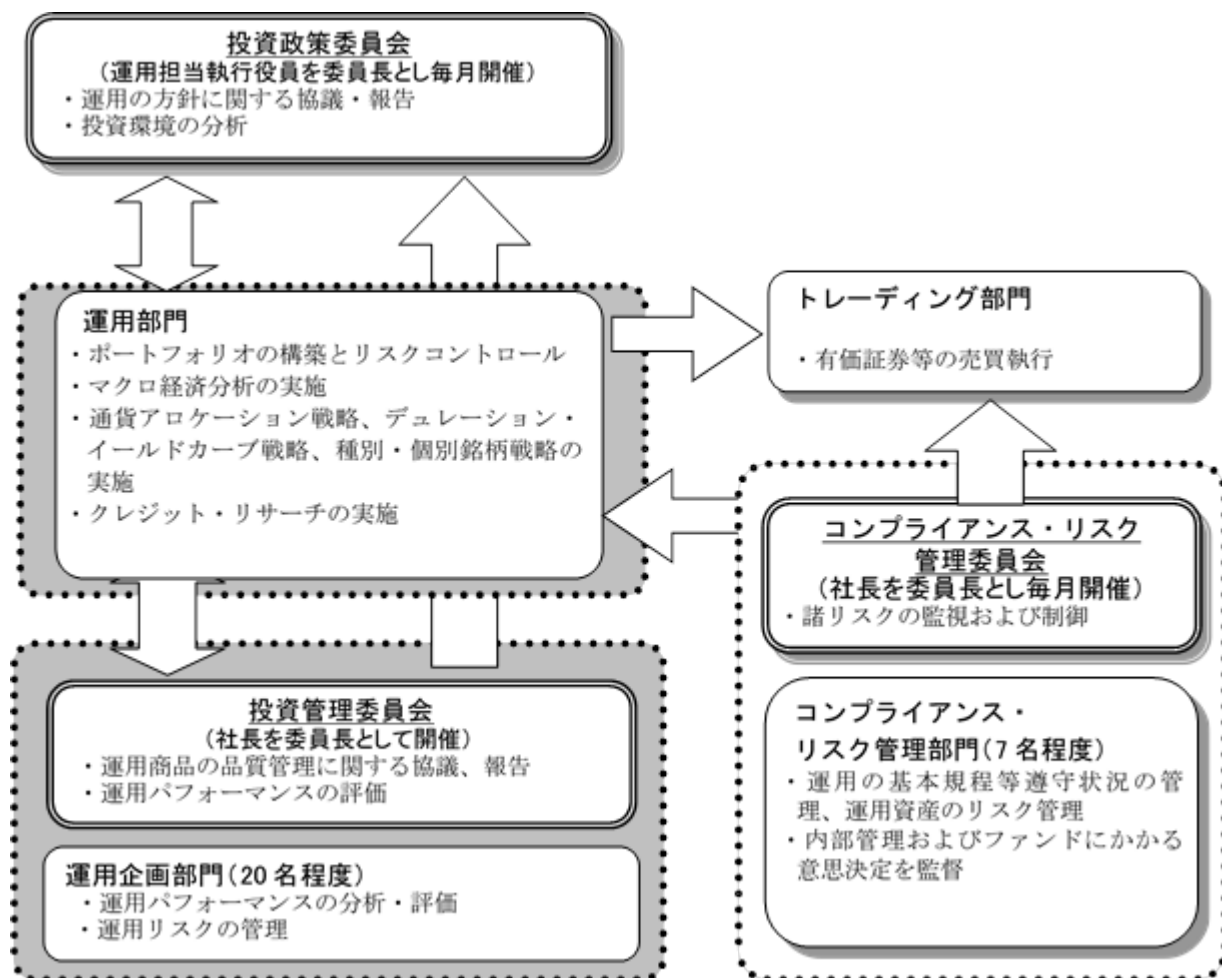 投資政策委員会
（運用担当執行役員を委員長とし毎月開催）
・運用の方針に関する協議・報告
・投資環境の分析
運用部門
・ポートフォリオの構築とリスクコントロール
・マクロ経済分析の実施
・通貨アロケーション戦略、デュレーション・
イールドカーブ戦略、種別・個別銘柄戦略の
実施
・クレジット・リサーチの実施
トレーディング部門
・有価証券等の売買執行
コンプライアンス・リスク
管理委員会
（社長を委員長とし毎月開催）
・諸リスクの監視および制御
コンプライアンス・
リスク管理部門（7名程度）
・運用の基本規程等遵守状況の管
理、運用資産のリスク管理
・内部管理およびファンドにかかる
意思決定を監督
投資管理委員会
（社長を委員長として開催）
・運用商品の品質管理に関する協議、報告
・運用パフォーマンスの評価
運用企画部門（20名程度）
・運用パフォーマンスの分析・評価
・運用リスクの管理